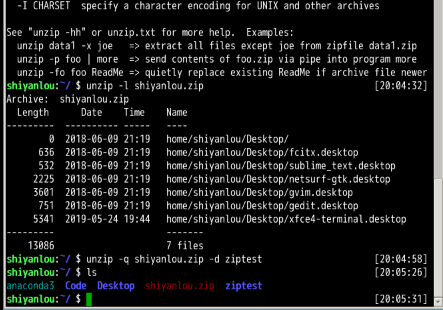 -I CHARSET  specify a character encoding for UNIX and other archives
See "unzip -hh" or unzip.txt for more help.  Examples:
unzip data1 -x joe  => extract all files except joe from zipfile data1.zip
unzip -p foo | more  => send contents of foo.zip via pipe into program more
unzip -fo foo ReadMe => quietly replace existing ReadMe if archive file newer
shiyanlou:~/ $ unzip -l shiyanlou.zip [20:04:32]
Archive:  shiyanlou.zip
Length      Date    Time    Name
---------  ---------- -----   ----
0  2018-06-09 21:19   home/shiyanlou/Desktop/
636  2018-06-09 21:19   home/shiyanlou/Desktop/fcitx.desktop
532  2018-06-09 21:19   home/shiyanlou/Desktop/sublime_text.desktop
2225  2018-06-09 21:19   home/shiyanlou/Desktop/netsurf-gtk.desktop
3601  2018-06-09 21:19   home/shiyanlou/Desktop/gvim.desktop
751  2018-06-09 21:19   home/shiyanlou/Desktop/gedit.desktop
5341  2019-05-24 19:44   home/shiyanlou/Desktop/xfce4-terminal.desktop
---------                     -------
13086                     7 files
shiyanlou:~/ $ unzip -q shiyanlou.zip -d ziptest [20:04:58]
shiyanlou:~/ $ ls [20:05:26]
anaconda3  Code  Desktop  shiyanlou.zip  ziptest
shiyanlou:~/ $ [20:05:31]